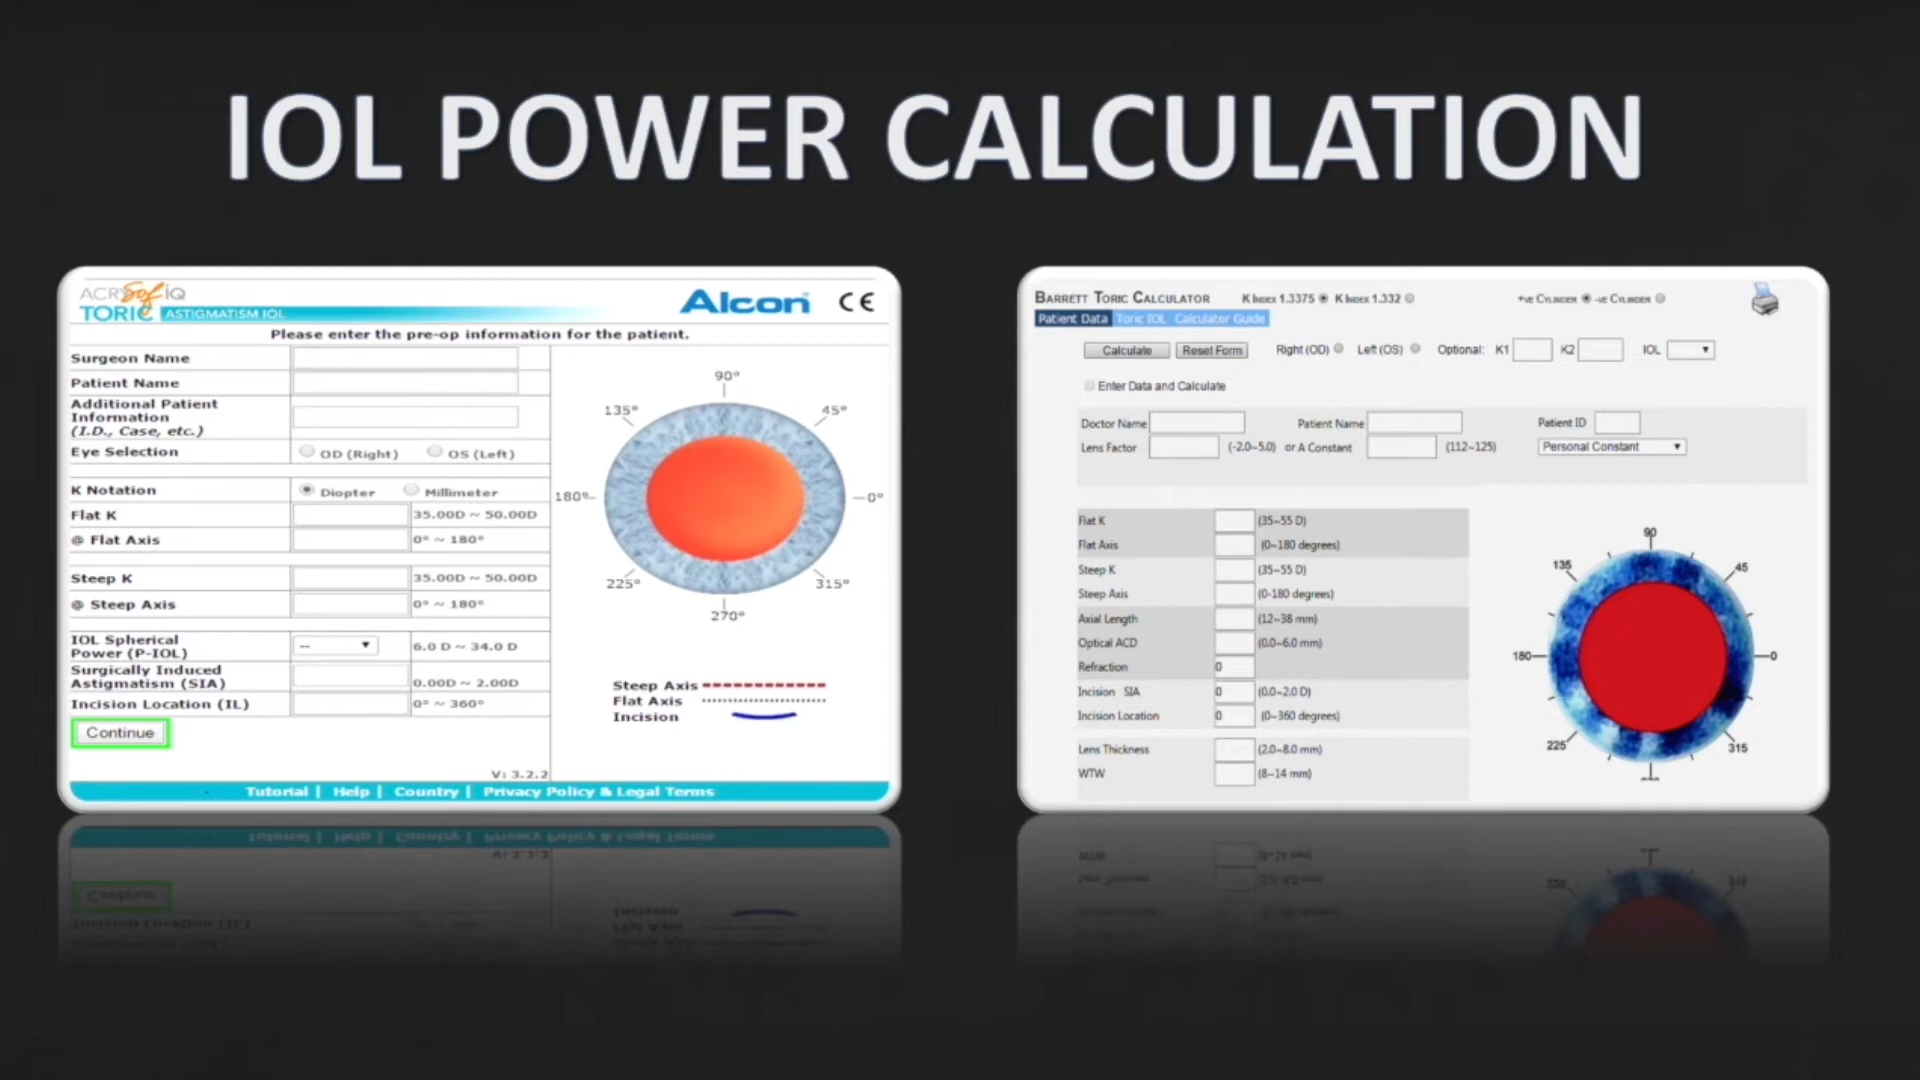 IOL POWER CALCULATION
ACRYSof IQ
TORIC ASTIGMATISM IOL
Alcon CE
Please enter the pre-op information for the patient.
Surgeon Name
Patient Name
Additional Patient
Information
(I.D., Case, etc.)
Eye Selection OD (Right) OS (Left)
K Notation Diopter Millimeter
Flat K 35.00D ~ 50.00D
@ Flat Axis 0° ~ 180°
Steep K 35.00D ~ 50.00D
@ Steep Axis 0° ~ 180°
IOL Spherical
Power (P-IOL) -- 6.0 D ~ 34.0 D
Surgically Induced
Astigmatism (SIA) 0.00D ~ 2.00D
Incision Location (IL) 0° ~ 360°
Continue
V: 3.2.2
90°
135° 45°
180° 0°
225° 315°
270°
Steep Axis
Flat Axis
Incision
Tutorial | Help | Country | Privacy Policy & Legal Terms
BARRETT TORIC CALCULATOR K INDEX 1.3375 K INDEX 1.332 +VE CYLINDER -VE CYLINDER
Patient Data Toric IOL Calculator Guide
Calculate Reset Form Right (OD) Left (OS) Optional: K1 K2 IOL
Enter Data and Calculate
Doctor Name Patient Name Patient ID
Lens Factor (-2.0~5.0) or A Constant (112~125) Personal Constant
Flat K (35~55 D)
Flat Axis (0~180 degrees)
Steep K (35~55 D)
Steep Axis (0-180 degrees)
Axial Length (12~38 mm)
Optical ACD (0.0~6.0 mm)
Refraction 0
Incision SIA 0 (0.0~2.0 D)
Incision Location 0 (0~360 degrees)
Lens Thickness (2.0~8.0 mm)
WTW (8~14 mm)
90
135 45
180 0
225 315